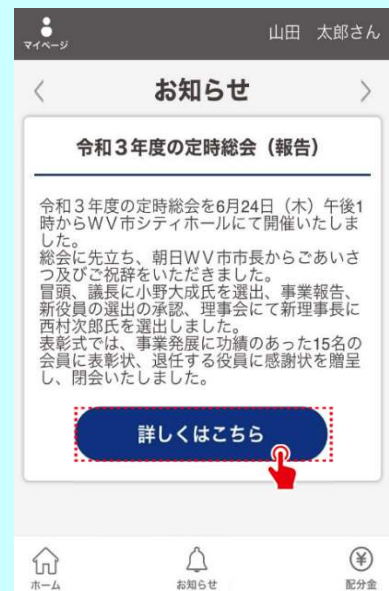 マイページ
山田　太郎さん
お知らせ
令和３年度の定時総会（報告）
令和３年度の定時総会を6月24日（木）午後1
時からＷＶ市シティホールにて開催いたしま
した。
総会に先立ち、朝日ＷＶ市市長からごあいさ
つ及びご祝辞をいただきました。
冒頭、議長に小野大成氏を選出、事業報告、
新役員の選出の承認、理事会にて新理事長に
西村次郎氏を選出しました。
表彰式では、事業発展に功績のあった15名の
会員に表彰状、退任する役員に感謝状を贈呈
し、閉会いたしました。
詳しくはこちら
ホーム
お知らせ
配分金